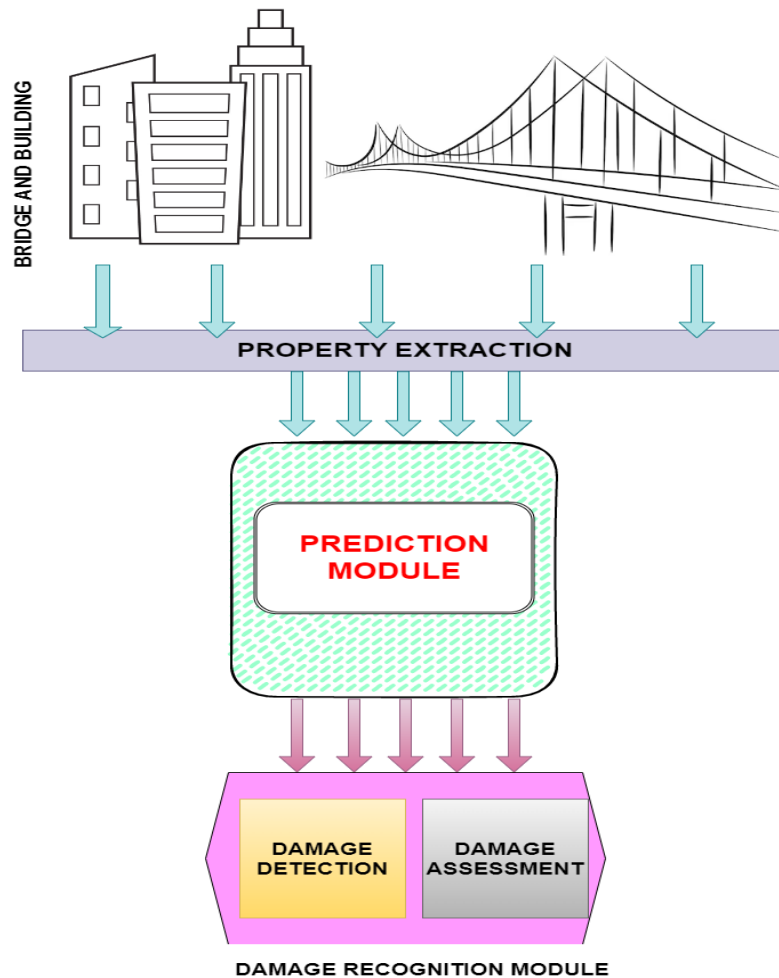 BRIDGE AND BUILDING
PROPERTY EXTRACTION
PREDICTION
MODULE
DAMAGE
DETECTION
DAMAGE
ASSESSMENT
DAMAGE RECOGNITION MODULE